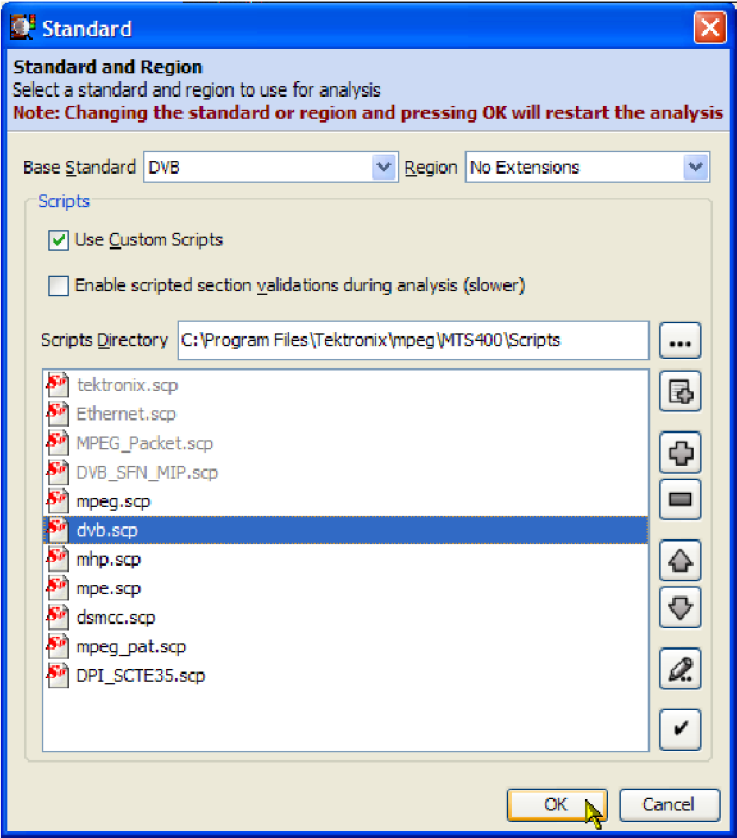 Standard
Standard and Region
Select a standard and region to use for analysis
Note: Changing the standard or region and pressing OK will restart the analysis
Base Standard DVB Region No Extensions
Scripts
Use Custom Scripts
Enable scripted section validations during analysis (slower)
Scripts Directory C:\Program Files\Tektronix\mpeg\MTS400\Scripts ...
tektronix.scp
Ethernet.scp
MPEG_Packet.scp
DVB_SFN_MIP.scp
mpeg.scp
dvb.scp
mhp.scp
mpe.scp
dsmcc.scp
mpeg_pat.scp
DPI_SCTE35.scp
OK Cancel